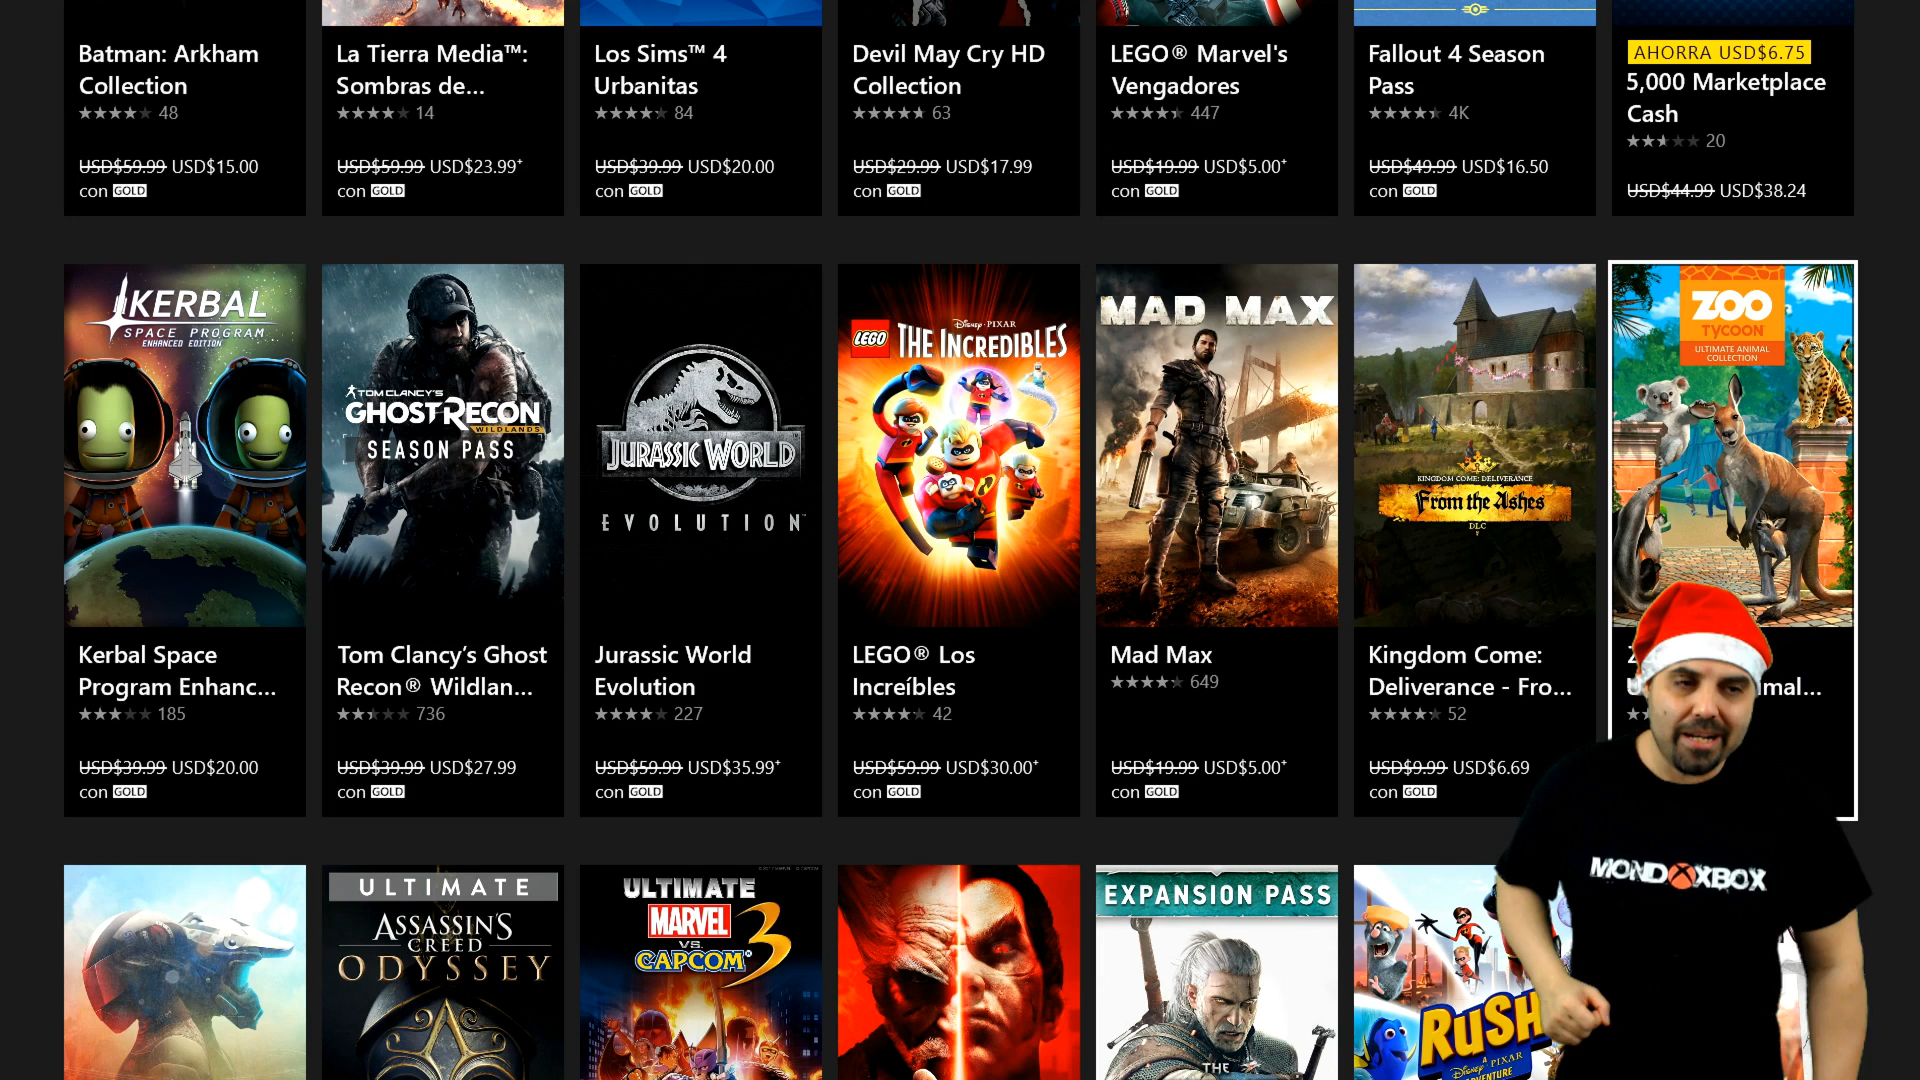 Batman: Arkham
Collection
48
USD$59.99 USD$15.00
con GOLD
La Tierra Media™:
Sombras de...
14
USD$59.99 USD$23.99+
con GOLD
Los Sims™ 4
Urbanitas
84
USD$39.99 USD$20.00
con GOLD
Devil May Cry HD
Collection
63
USD$29.99 USD$17.99
con GOLD
LEGO® Marvel's
Vengadores
447
USD$19.99 USD$5.00+
con GOLD
Fallout 4 Season
Pass
4K
USD$49.99 USD$16.50
con GOLD
AHORRA USD$6.75
5,000 Marketplace
Cash
20
USD$44.99 USD$38.24
KERBAL
SPACE PROGRAM
ENHANCED EDITION
Kerbal Space
Program Enhanc...
185
USD$39.99 USD$20.00
con GOLD
TOM CLANCY'S
GHOST RECON
WILDLANDS
SEASON PASS
Tom Clancy’s Ghost
Recon® Wildlan...
736
USD$39.99 USD$27.99
con GOLD
JURASSIC WORLD
EVOLUTION™
Jurassic World
Evolution
227
USD$59.99 USD$35.99+
con GOLD
Disney·PIXAR
LEGO THE INCREDIBLES
LEGO® Los
Increíbles
42
USD$59.99 USD$30.00+
con GOLD
MAD MAX
Mad Max
649
USD$19.99 USD$5.00+
con GOLD
KINGDOM COME: DELIVERANCE
From the Ashes
DLC
Kingdom Come:
Deliverance - Fro...
52
USD$9.99 USD$6.69
con GOLD
ZOO
TYCOON
ULTIMATE ANIMAL
COLLECTION
mal...
MONDOXBOX
ULTIMATE
ASSASSIN'S
CREED
ODYSSEY
ULTIMATE
MARVEL
VS.
CAPCOM® 3
EXPANSION PASS
THE
RUSH
A
Disney·PIXAR
ADVENTURE